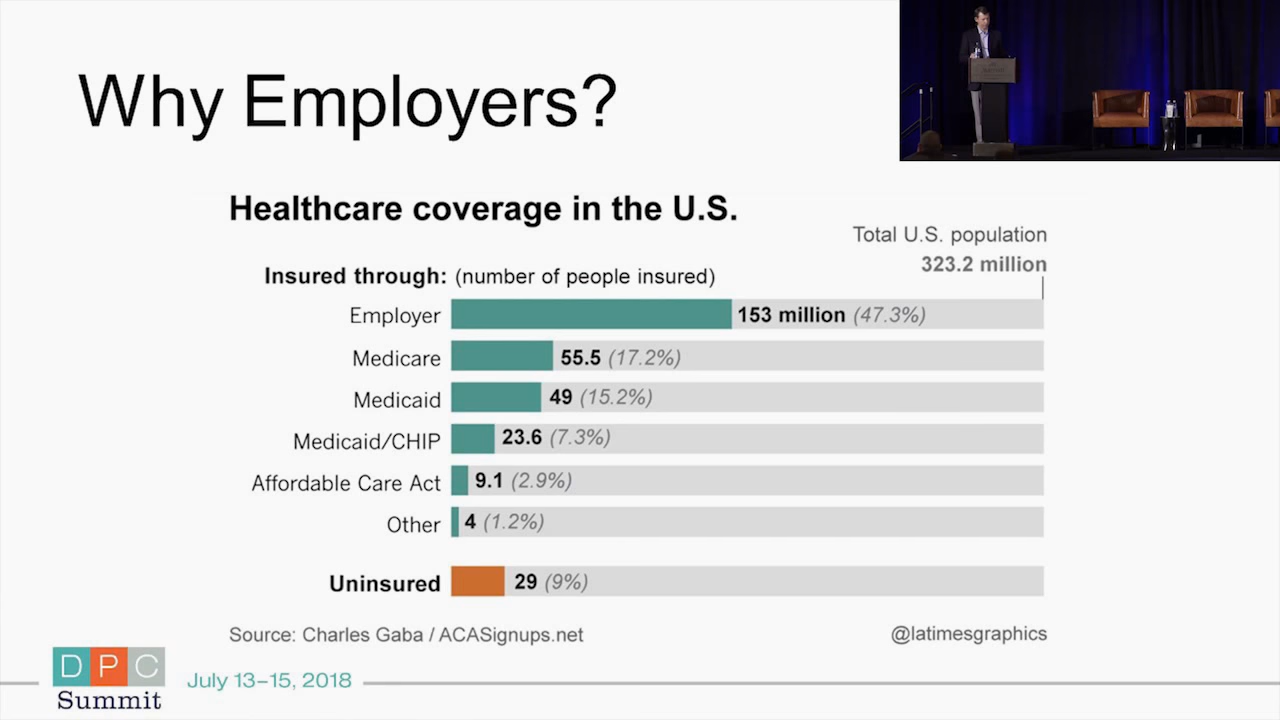 Why Employers?
Healthcare coverage in the U.S.
Total U.S. population
323.2 million
Insured through: (number of people insured)
Employer 153 million (47.3%)
Medicare 55.5 (17.2%)
Medicaid 49 (15.2%)
Medicaid/CHIP 23.6 (7.3%)
Affordable Care Act 9.1 (2.9%)
Other 4 (1.2%)
Uninsured 29 (9%)
Source: Charles Gaba / ACASignups.net @latimesgraphics
DPC
Summit
July 13–15, 2018